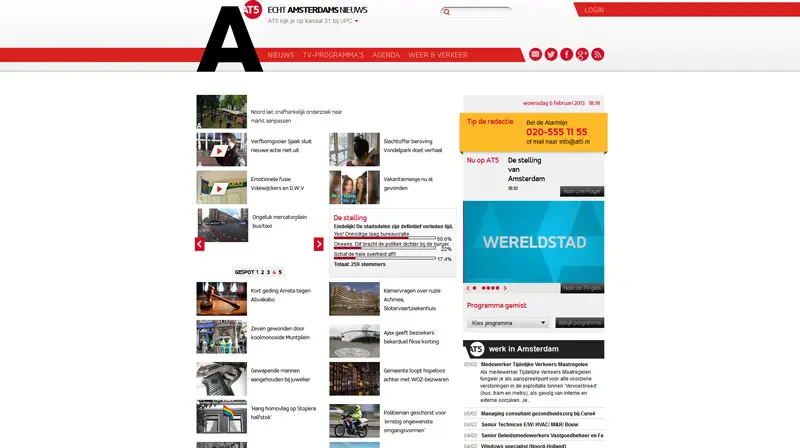 AT5
ECHT AMSTERDAMS NIEUWS
AT5 kijk je op kanaal 31 bij UPC
LOGIN
A
NIEUWS TV-PROGRAMMA'S AGENDA WEER & VERKEER
woensdag 6 februari 2013 18:18
Noord liet onafhankelijk onderzoek naar
markt aanpassen
Tip de redactie
Bel de Alarmlijn
020-555 11 55
of mail naar info@at5.nl
Verfbomgooier Sjaak sluit
nieuwe actie niet uit
Slachtoffer beroving
Vondelpark doet verhaal
Nu op AT5
De stelling
van
Amsterdam
18:10
Naar Live Player
Emotionele fusie
Volewijckers en D.W.V
Vakantiemesje nu al
gevonden
Ongeluk mercatorplein
bus/taxi
De stelling
Eindelijk! De stadsdelen zijn definitief verleden tijd.
Yes! Onnodige laag bureaucratie
60.6%
Oneens. Dit bracht de politiek dichter bij de burger.
22%
Schaf de hele overheid af!!!
17.4%
Totaal: 259 stemmers
WERELDSTAD
GESPOT 1 2 3 4 5
Naar de TV-gids
Kort geding Amsta tegen
Abvakabo
Kamervragen over ruzie
Achmea,
Slotervaartziekenhuis
Programma gemist
Kies programma
Bekijk programma
Zeven gewonden door
koolmonoxide Muntplein
Ajax geeft bezoekers
bekerduel fikse korting
AT5 werk in Amsterdam
05/02 Medewerker Tijdelijke Verkeers Maatregelen
Als medewerker Tijdelijke Verkeers Maatregelen
fungeer je als aanspreekpunt voor alle voorziene
verstoringen in de exploitatie binnen 'Vervoerbedrijf'
(bus, tram en metro), als gevolg van interne en
externe oorzaken. Je...
Gewapende mannen
aangehouden bij juwelier
Gemeente loopt hopeloos
achter met WOZ-bezwaren
Hang homovlag op Stopera
halfstok'
Politieman geschorst voor
'ernstig ongewenste
omgangsvormen'
06/02 Managing consultant gezondheidszorg bij Curo4
04/02 Senior Technicus E/W/ HVAC/ M&R/ Bouw
04/02 Senior Beleidsmedewerkers Vastgoedbeheer en Fa
06/02 Windows specialist (Noord-Holland)